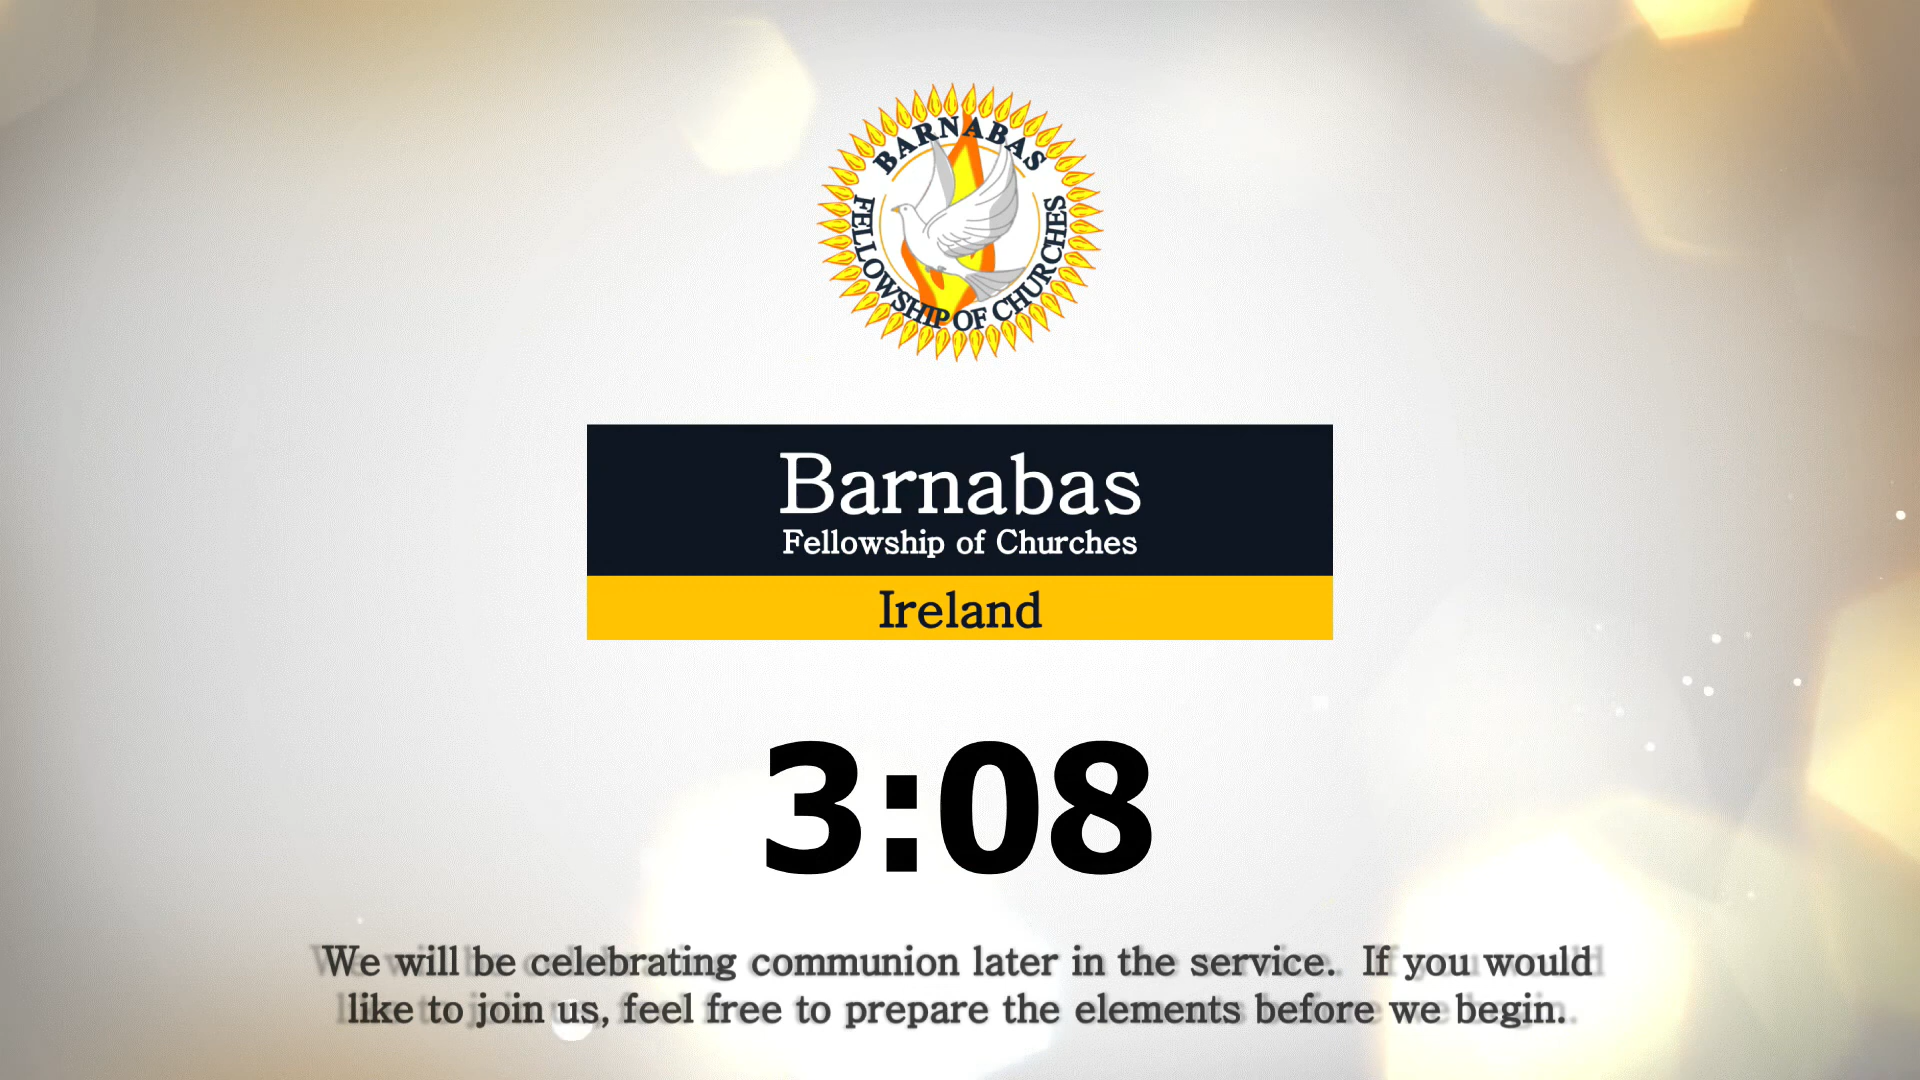 BARNABAS
FELLOWSHIP OF CHURCHES
Barnabas
Fellowship of Churches
Ireland
3:08
We will be celebrating communion later in the service.  If you would
like to join us, feel free to prepare the elements before we begin.